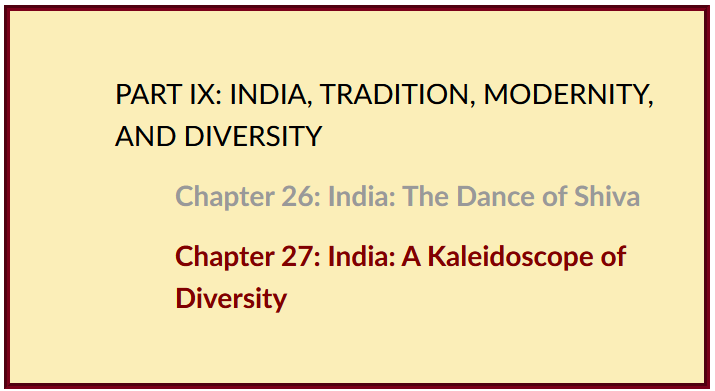 PART IX: INDIA, TRADITION, MODERNITY,
AND DIVERSITY
Chapter 26: India: The Dance of Shiva
Chapter 27: India: A Kaleidoscope of
Diversity